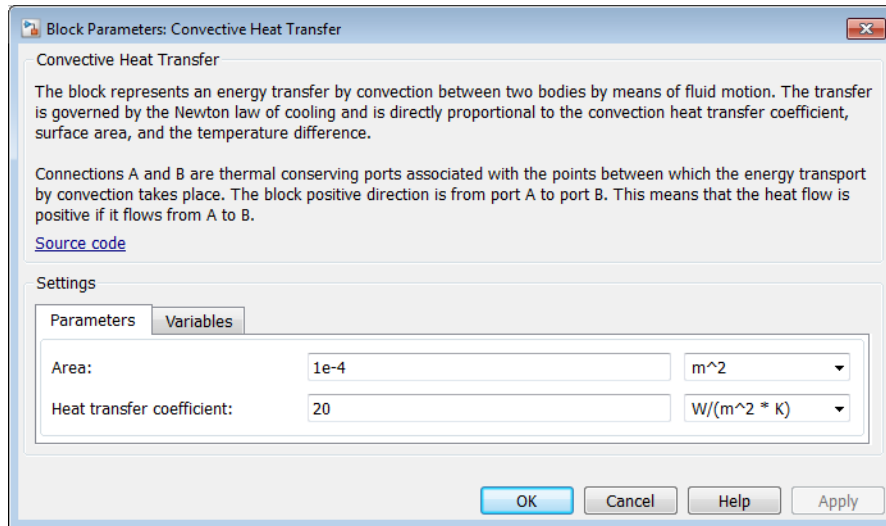 Block Parameters: Convective Heat Transfer
Convective Heat Transfer
The block represents an energy transfer by convection between two bodies by means of fluid motion. The transfer
is governed by the Newton law of cooling and is directly proportional to the convection heat transfer coefficient,
surface area, and the temperature difference.
Connections A and B are thermal conserving ports associated with the points between which the energy transport
by convection takes place. The block positive direction is from port A to port B. This means that the heat flow is
positive if it flows from A to B.
Source code
Settings
Parameters Variables
Area: 1e-4 m^2
Heat transfer coefficient: 20 W/(m^2 * K)
OK Cancel Help Apply